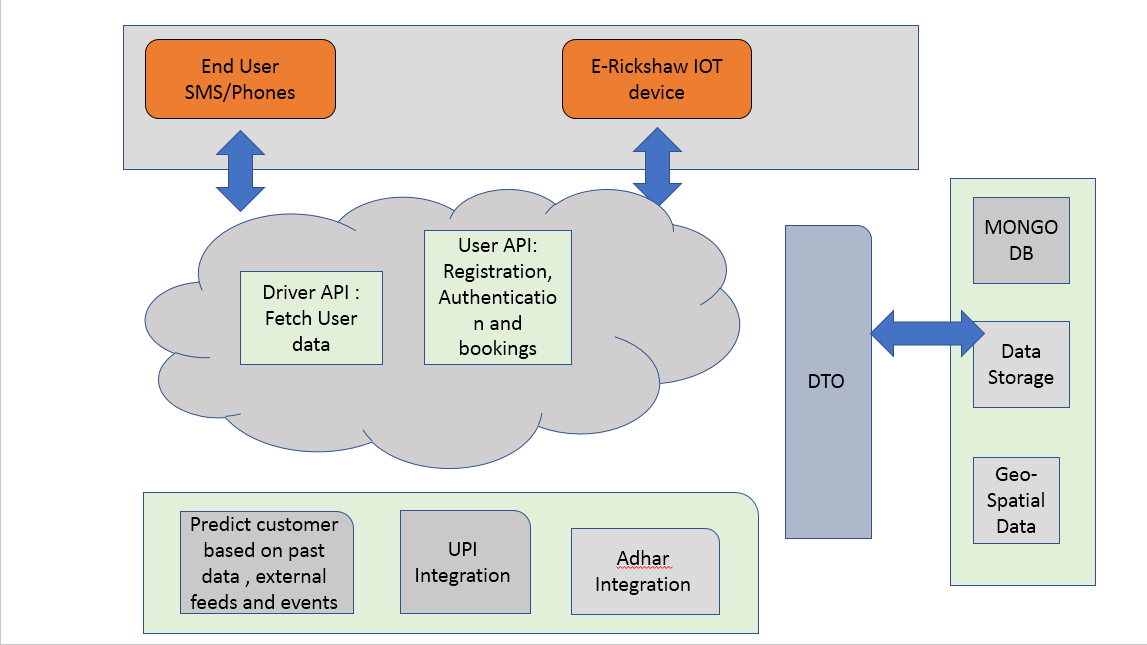 End User
SMS/Phones
E-Rickshaw IOT
device
Driver API :
Fetch User
data
User API:
Registration,
Authenticatio
n and
bookings
DTO
MONGO
DB
Data
Storage
Geo-
Spatial
Data
Predict customer
based on past
data , external
feeds and events
UPI
Integration
Adhar
Integration